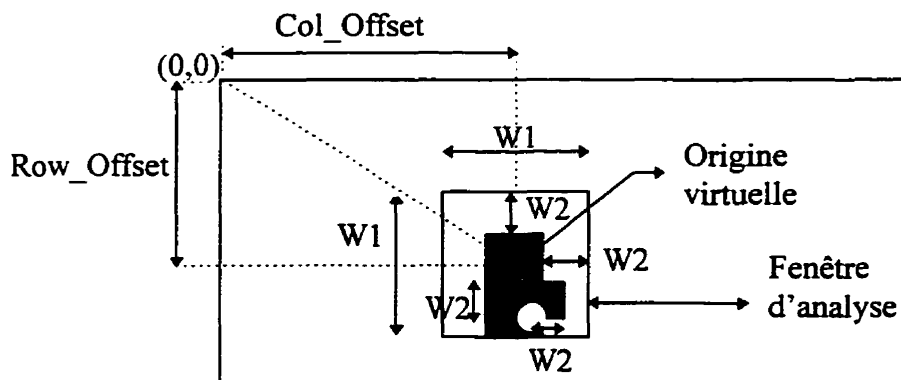 Col_Offset
(0,0)
W1
Row_Offset
Origine
virtuelle
W2
W1
W2
Fenêtre
d'analyse
W2
W2